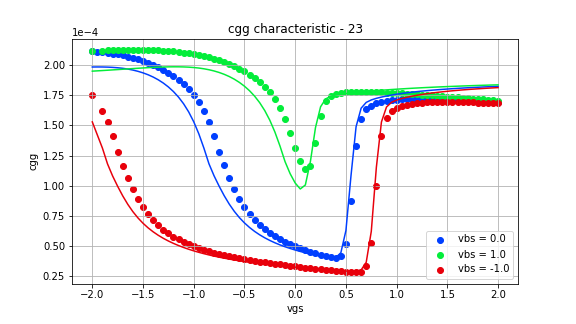 cgg characteristic - 23
1e−4
2.00
1.75
1.50
1.25
1.00
0.75
0.50
0.25
cgg
−2.0 −1.5 −1.0 −0.5 0.0 0.5 1.0 1.5 2.0
vgs
vbs = 0.0
vbs = 1.0
vbs = -1.0